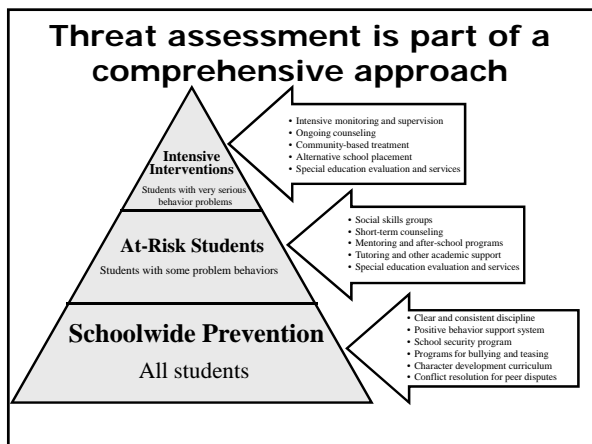 Threat assessment is part of a
comprehensive approach
Intensive
Interventions
Students with very serious
behavior problems
• Intensive monitoring and supervision
• Ongoing counseling
• Community-based treatment
• Alternative school placement
• Special education evaluation and services
At-Risk Students
Students with some problem behaviors
• Social skills groups
• Short-term counseling
• Mentoring and after-school programs
• Tutoring and other academic support
• Special education evaluation and services
Schoolwide Prevention
All students
• Clear and consistent discipline
• Positive behavior support system
• School security program
• Programs for bullying and teasing
• Character development curriculum
• Conflict resolution for peer disputes